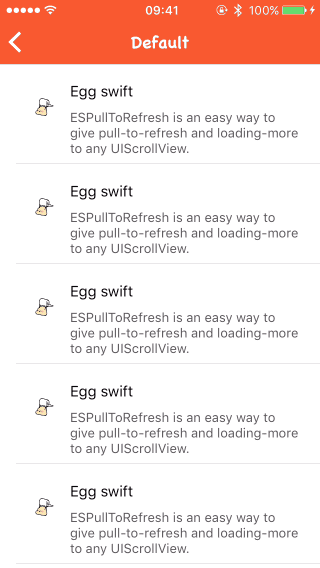 09:41
100%
Default
Egg swift
ESPullToRefresh is an easy way to
give pull-to-refresh and loading-more
to any UIScrollView.
Egg swift
ESPullToRefresh is an easy way to
give pull-to-refresh and loading-more
to any UIScrollView.
Egg swift
ESPullToRefresh is an easy way to
give pull-to-refresh and loading-more
to any UIScrollView.
Egg swift
ESPullToRefresh is an easy way to
give pull-to-refresh and loading-more
to any UIScrollView.
Egg swift
ESPullToRefresh is an easy way to
give pull-to-refresh and loading-more
to any UIScrollView.